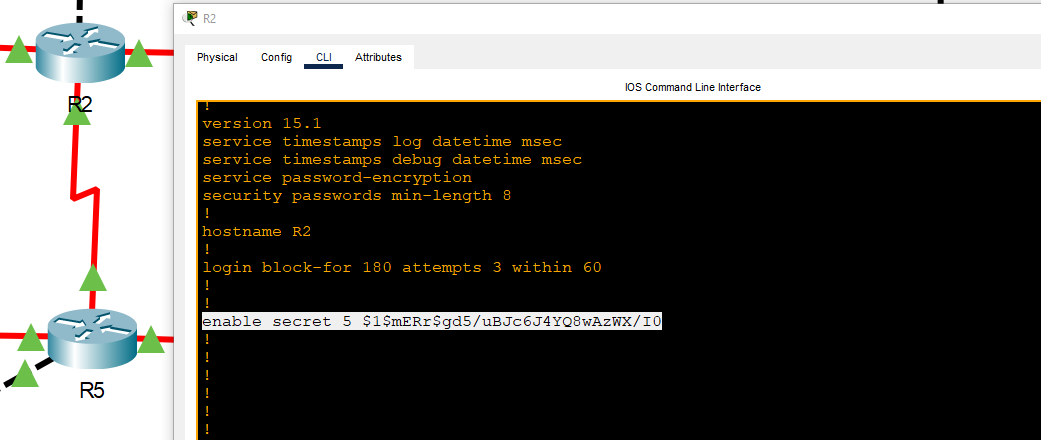 R2
R5
R2
Physical Config CLI Attributes
IOS Command Line Interface
!
version 15.1
service timestamps log datetime msec
service timestamps debug datetime msec
service password-encryption
security passwords min-length 8
!
hostname R2
!
login block-for 180 attempts 3 within 60
!
!
enable secret 5 $1$mERr$gd5/uBJc6J4YQ8wAzWX/I0
!
!
!
!
!
!